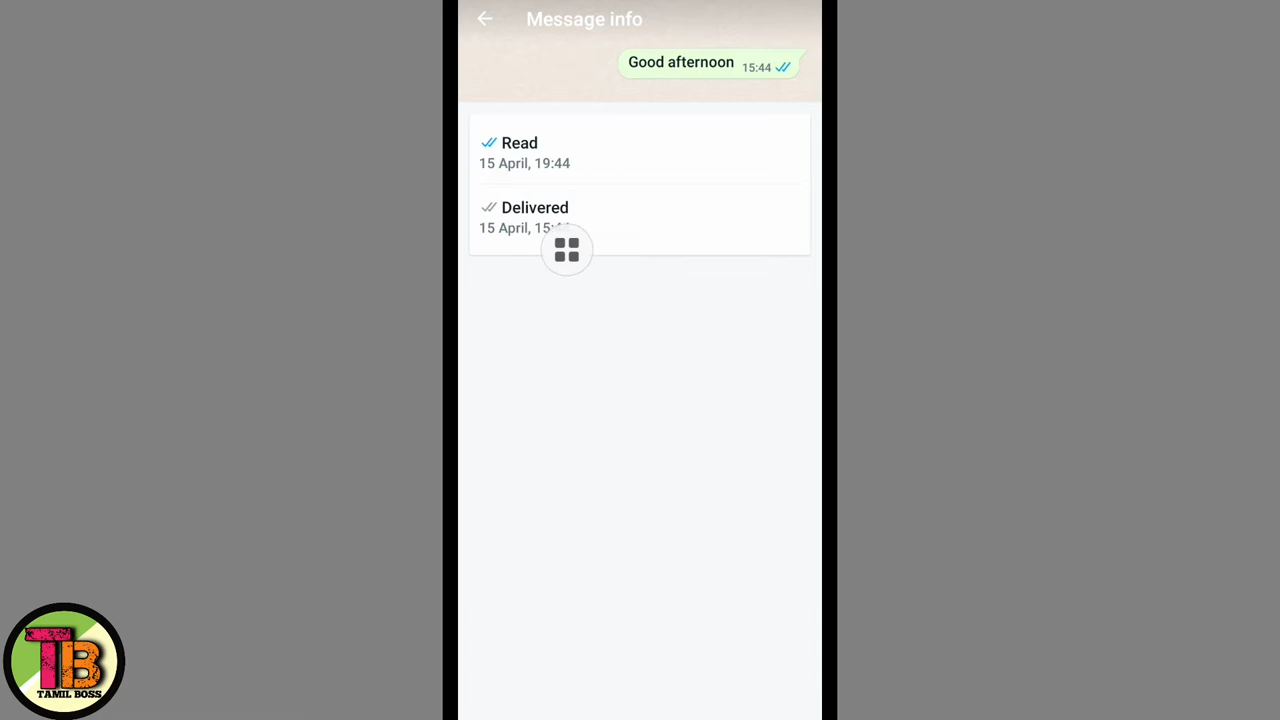 Message info
Good afternoon 15:44
Read
15 April, 19:44
Delivered
15 April,
TB
TAMIL BOSS